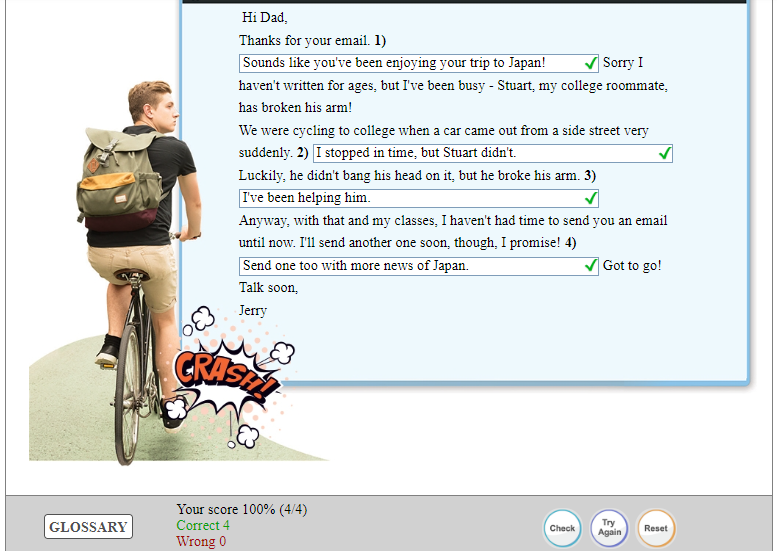 Hi Dad,
Thanks for your email. 1)
Sounds like you've been enjoying your trip to Japan! Sorry I
haven't written for ages, but I've been busy - Stuart, my college roommate,
has broken his arm!
We were cycling to college when a car came out from a side street very
suddenly. 2) I stopped in time, but Stuart didn't.
Luckily, he didn't bang his head on it, but he broke his arm. 3)
I've been helping him.
Anyway, with that and my classes, I haven't had time to send you an email
until now. I'll send another one soon, though, I promise! 4)
Send one too with more news of Japan. Got to go!
Talk soon,
Jerry
CRASH!
GLOSSARY
Your score 100% (4/4)
Correct 4
Wrong 0
Check
Try
Again
Reset